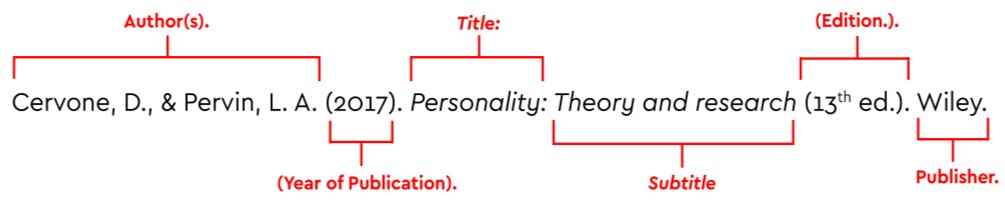 Author(s).
Title:
(Edition.).
Cervone, D., & Pervin, L. A. (2017). Personality: Theory and research (13th ed.). Wiley.
(Year of Publication).
Subtitle
Publisher.